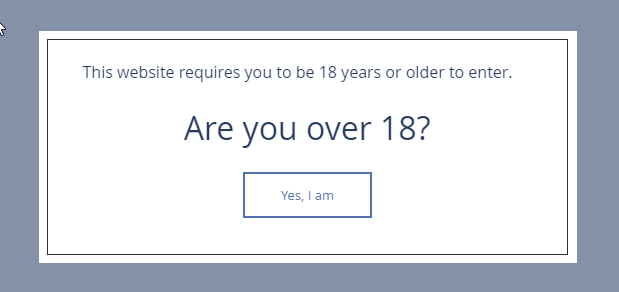 This website requires you to be 18 years or older to enter.
Are you over 18?
Yes, I am